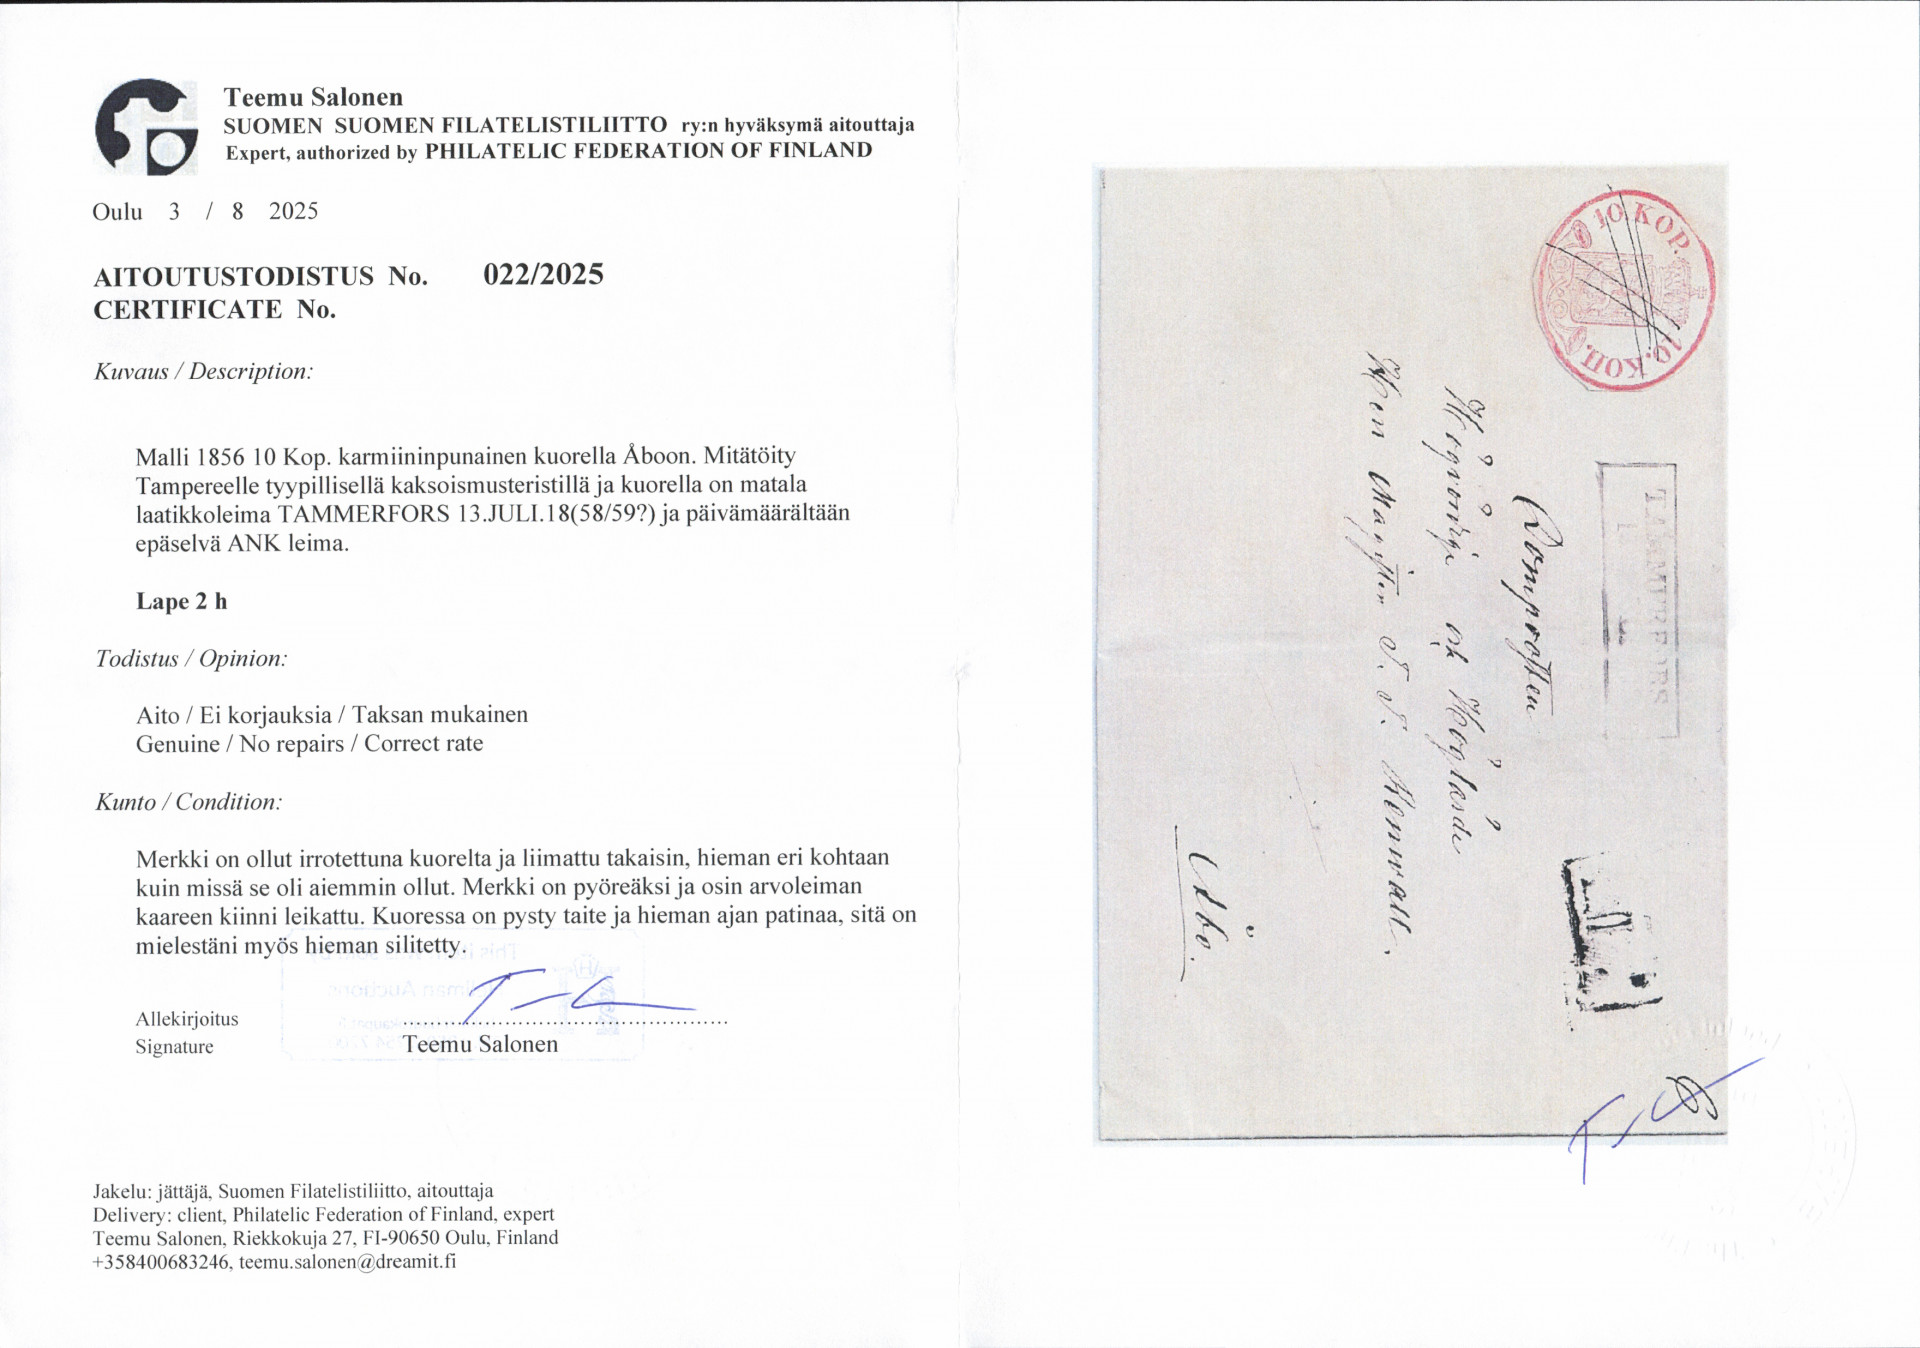 Teemu Salonen
SUOMEN SUOMEN FILATELISTILIITTO ry:n hyväksymä aitouttaja
Expert, authorized by PHILATELIC FEDERATION OF FINLAND
Oulu 3 / 8 2025
AITOUTUSTODISTUS No. 022/2025
CERTIFICATE No.
Kuvaus / Description:
Malli 1856 10 Kop. karmiininpunainen kuorella Åboon. Mitätöity
Tampereelle tyypillisellä kaksoismusteristillä ja kuorella on matala
laatikkoleima TAMMERFORS 13.JULI.18(58/59?) ja päivämäärältään
epäselvä ANK leima.
Lape 2 h
Todistus / Opinion:
Aito / Ei korjauksia / Taksan mukainen
Genuine / No repairs / Correct rate
Kunto / Condition:
Merkki on ollut irrotettuna kuorelta ja liimattu takaisin, hieman eri kohtaan
kuin missä se oli aiemmin ollut. Merkki on pyöreäksi ja osin arvoleiman
kaareen kiinni leikattu. Kuoressa on pysty taite ja hieman ajan patinaa, sitä on
mielestäni myös hieman silitetty.
Allekirjoitus
Signature
Teemu Salonen
Jakelu: jättäjä, Suomen Filatelistiliitto, aitouttaja
Delivery: client, Philatelic Federation of Finland, expert
Teemu Salonen, Riekkokuja 27, FI-90650 Oulu, Finland
+358400683246, teemu.salonen@dreamit.fi
10.KOP.
10.КОП.
TAMMERFORS
Åbo.